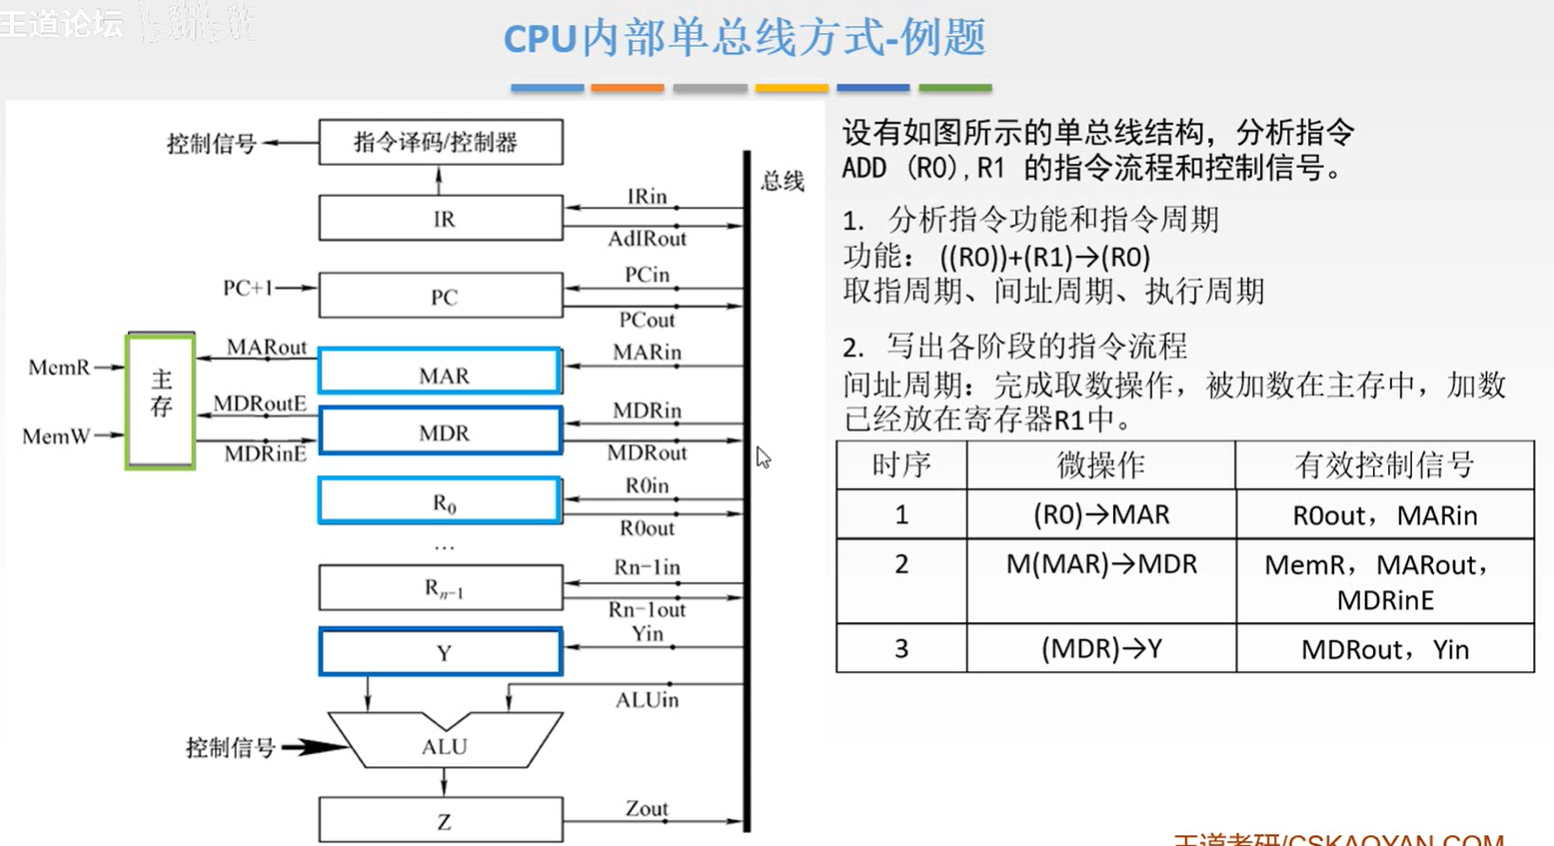 王道论坛 bilibili
CPU内部单总线方式-例题
控制信号
指令译码/控制器
总线
IRin
IR
AdIRout
PCin
PC+1
PC
PCout
MARout
MARin
MemR
主
存
MAR
MDRoutE
MDRin
MemW
MDR
MDRinE
MDRout
R0in
R0
R0out
...
Rn-1in
Rn-1
Rn-1out
Yin
Y
ALUin
控制信号
ALU
Zout
Z
设有如图所示的单总线结构，分析指令
ADD (R0),R1 的指令流程和控制信号。
1. 分析指令功能和指令周期
功能： ((R0))+(R1)→(R0)
取指周期、间址周期、执行周期
2. 写出各阶段的指令流程
间址周期：完成取数操作，被加数在主存中，加数
已经放在寄存器R1中。
时序 微操作 有效控制信号
1 (R0)→MAR R0out，MARin
2 M(MAR)→MDR MemR，MARout，
MDRinE
3 (MDR)→Y MDRout，Yin
王道考研/CSKAOYAN.COM